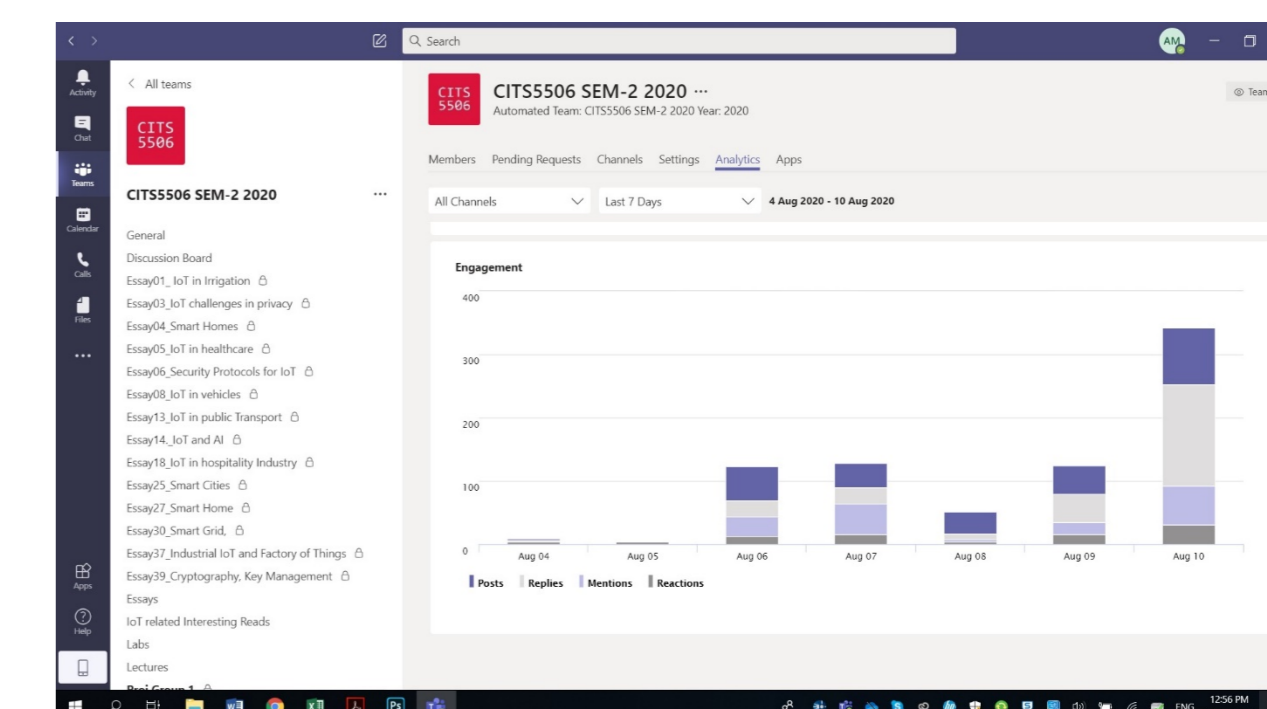 Search
AM
Activity
Chat
Teams
Calendar
Calls
Files
Apps
Help
All teams
CITS
5506
CITS5506 SEM-2 2020 ...
General
Discussion Board
Essay01_ IoT in Irrigation
Essay03_IoT challenges in privacy
Essay04_Smart Homes
Essay05_IoT in healthcare
Essay06_Security Protocols for IoT
Essay08_IoT in vehicles
Essay13_IoT in public Transport
Essay14._IoT and AI
Essay18_IoT in hospitality Industry
Essay25_Smart Cities
Essay27_Smart Home
Essay30_Smart Grid,
Essay37_Industrial IoT and Factory of Things
Essay39_Cryptography, Key Management
Essays
IoT related Interesting Reads
Labs
Lectures
Proj Group 1
CITS
5506
CITS5506 SEM-2 2020 ...
Automated Team: CITS5506 SEM-2 2020 Year: 2020
Team
Members Pending Requests Channels Settings Analytics Apps
All Channels Last 7 Days 4 Aug 2020 - 10 Aug 2020
Engagement
400
300
200
100
0
Aug 04 Aug 05 Aug 06 Aug 07 Aug 08 Aug 09 Aug 10
Posts Replies Mentions Reactions
ENG 12:56 PM